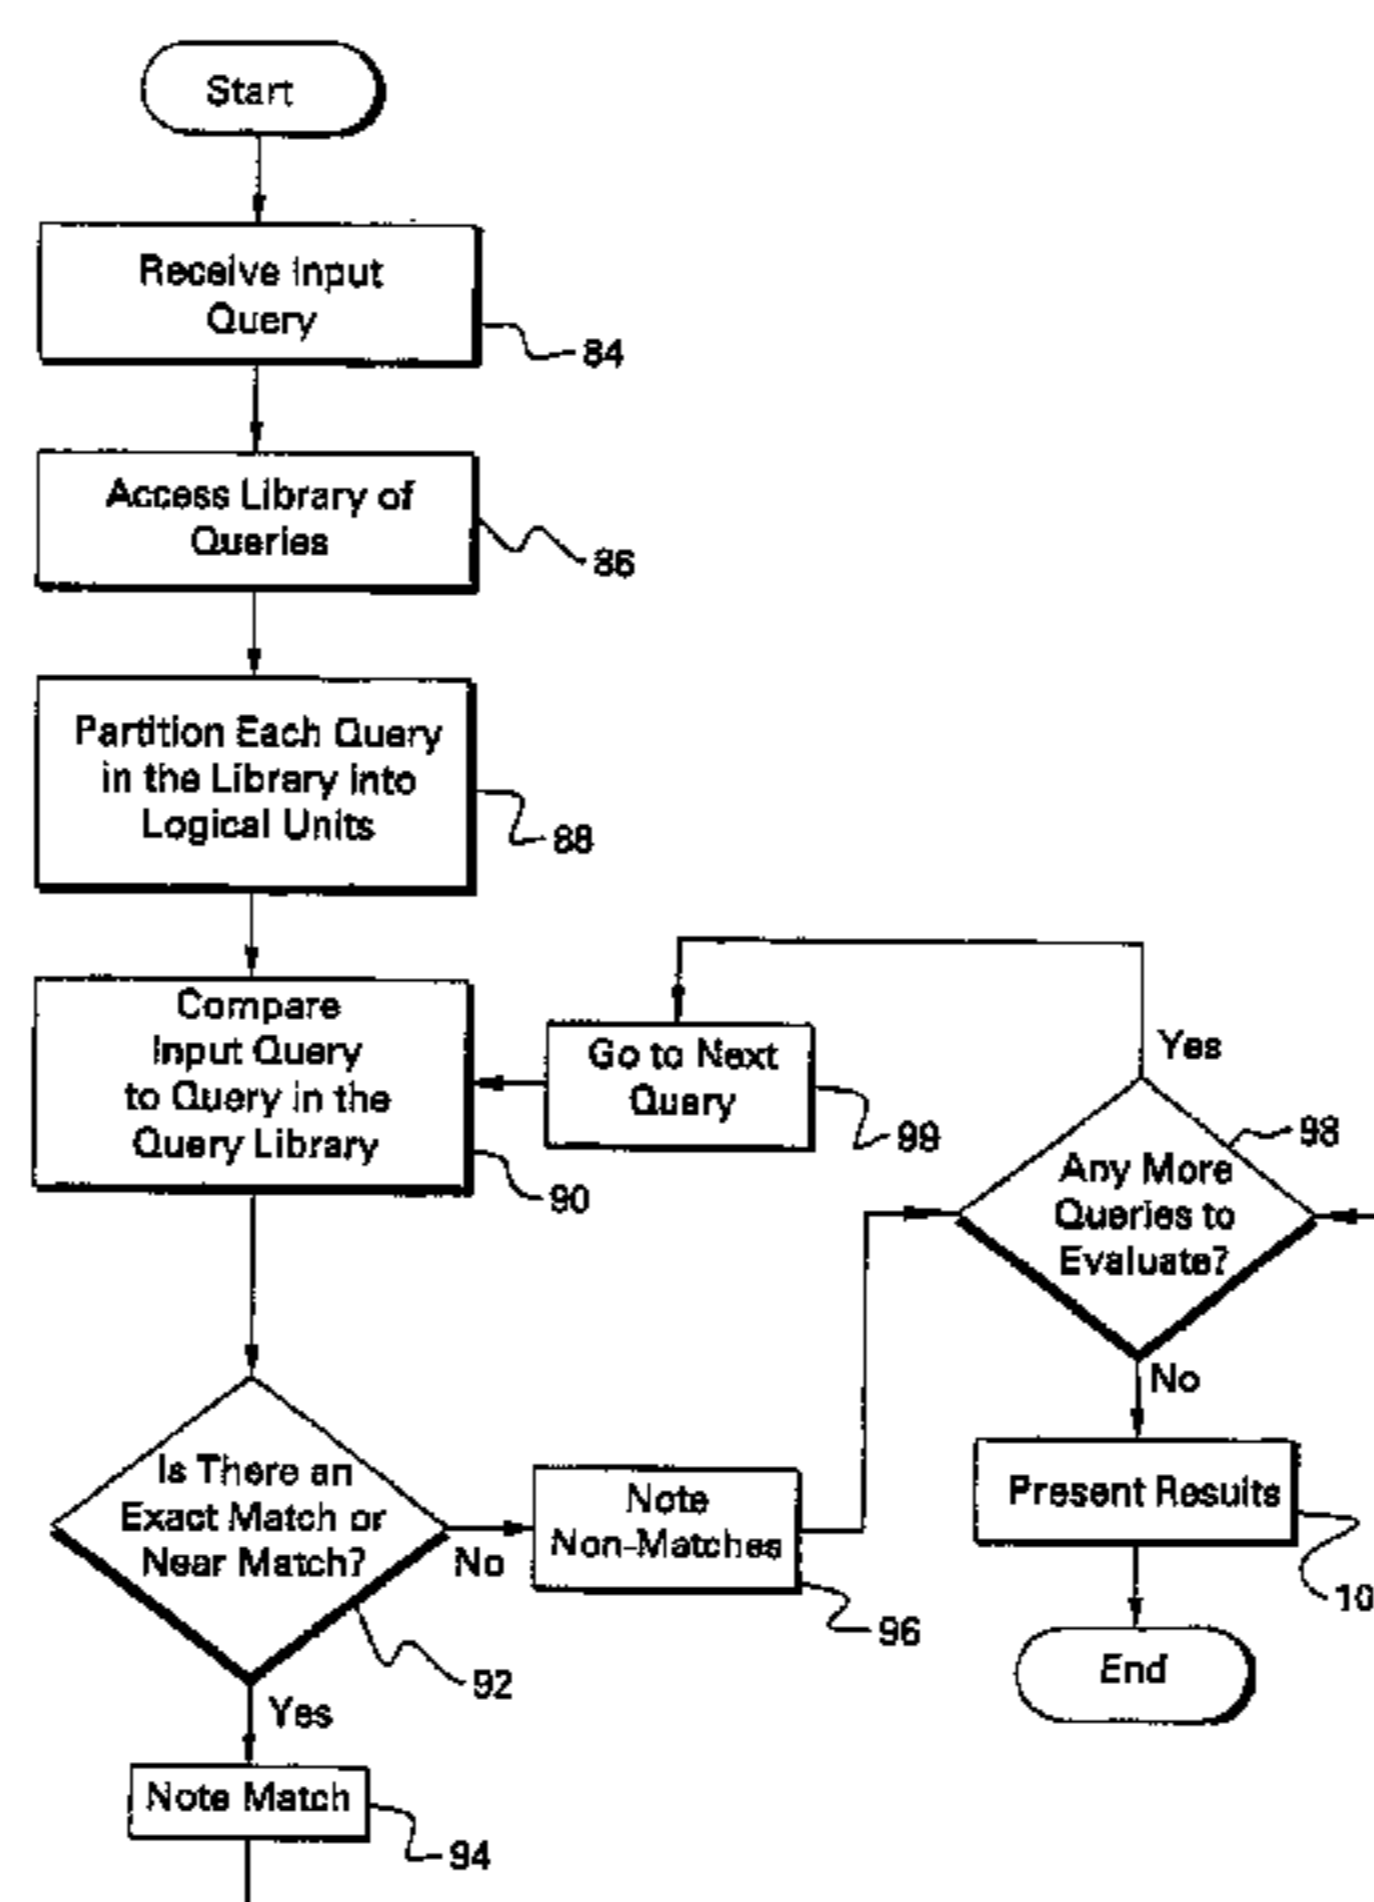 Start
Receive Input
Query
84
Access Library of
Queries
86
Partition Each Query
in the Library into
Logical Units
88
Compare
Input Query
to Query in the
Query Library
90
Go to Next
Query
99
Yes
98
Any More
Queries to
Evaluate?
No
Is There an
Exact Match or
Near Match?
No
92
Yes
Note
Non-Matches
96
Present Results
10
End
Note Match
94